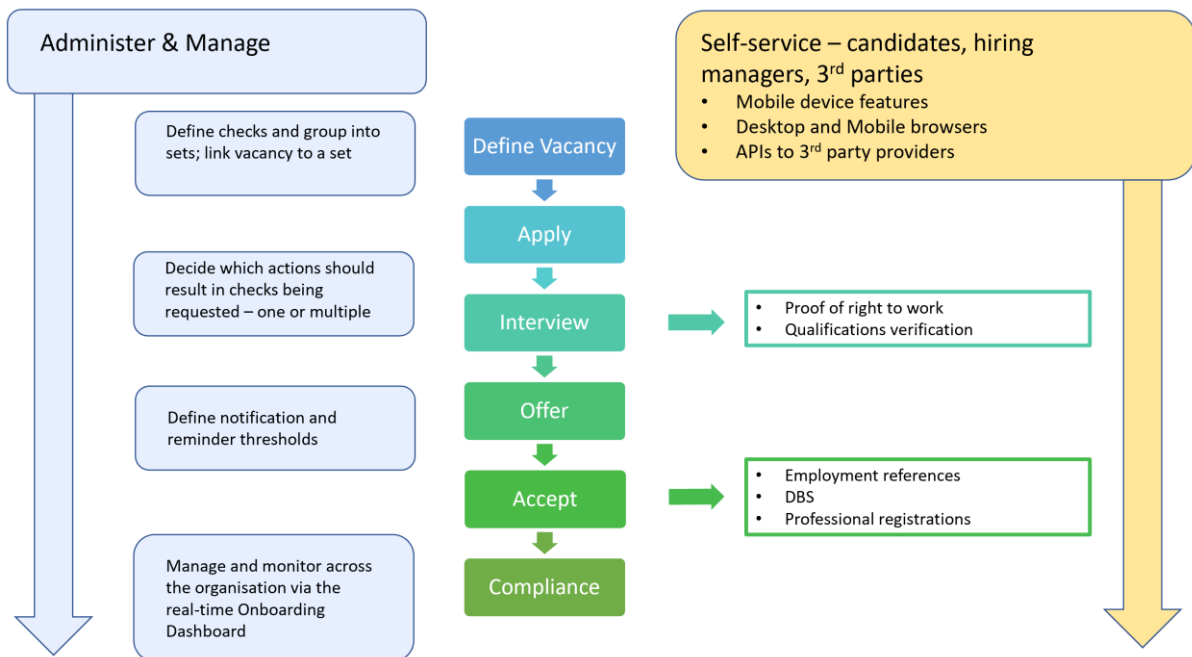 Administer & Manage
Define checks and group into
sets; link vacancy to a set
Decide which actions should
result in checks being
requested – one or multiple
Define notification and
reminder thresholds
Manage and monitor across
the organisation via the
real-time Onboarding
Dashboard
Define Vacancy
Apply
Interview
Offer
Accept
Compliance
Self-service – candidates, hiring
managers, 3rd parties
• Mobile device features
• Desktop and Mobile browsers
• APIs to 3rd party providers
• Proof of right to work
• Qualifications verification
• Employment references
• DBS
• Professional registrations